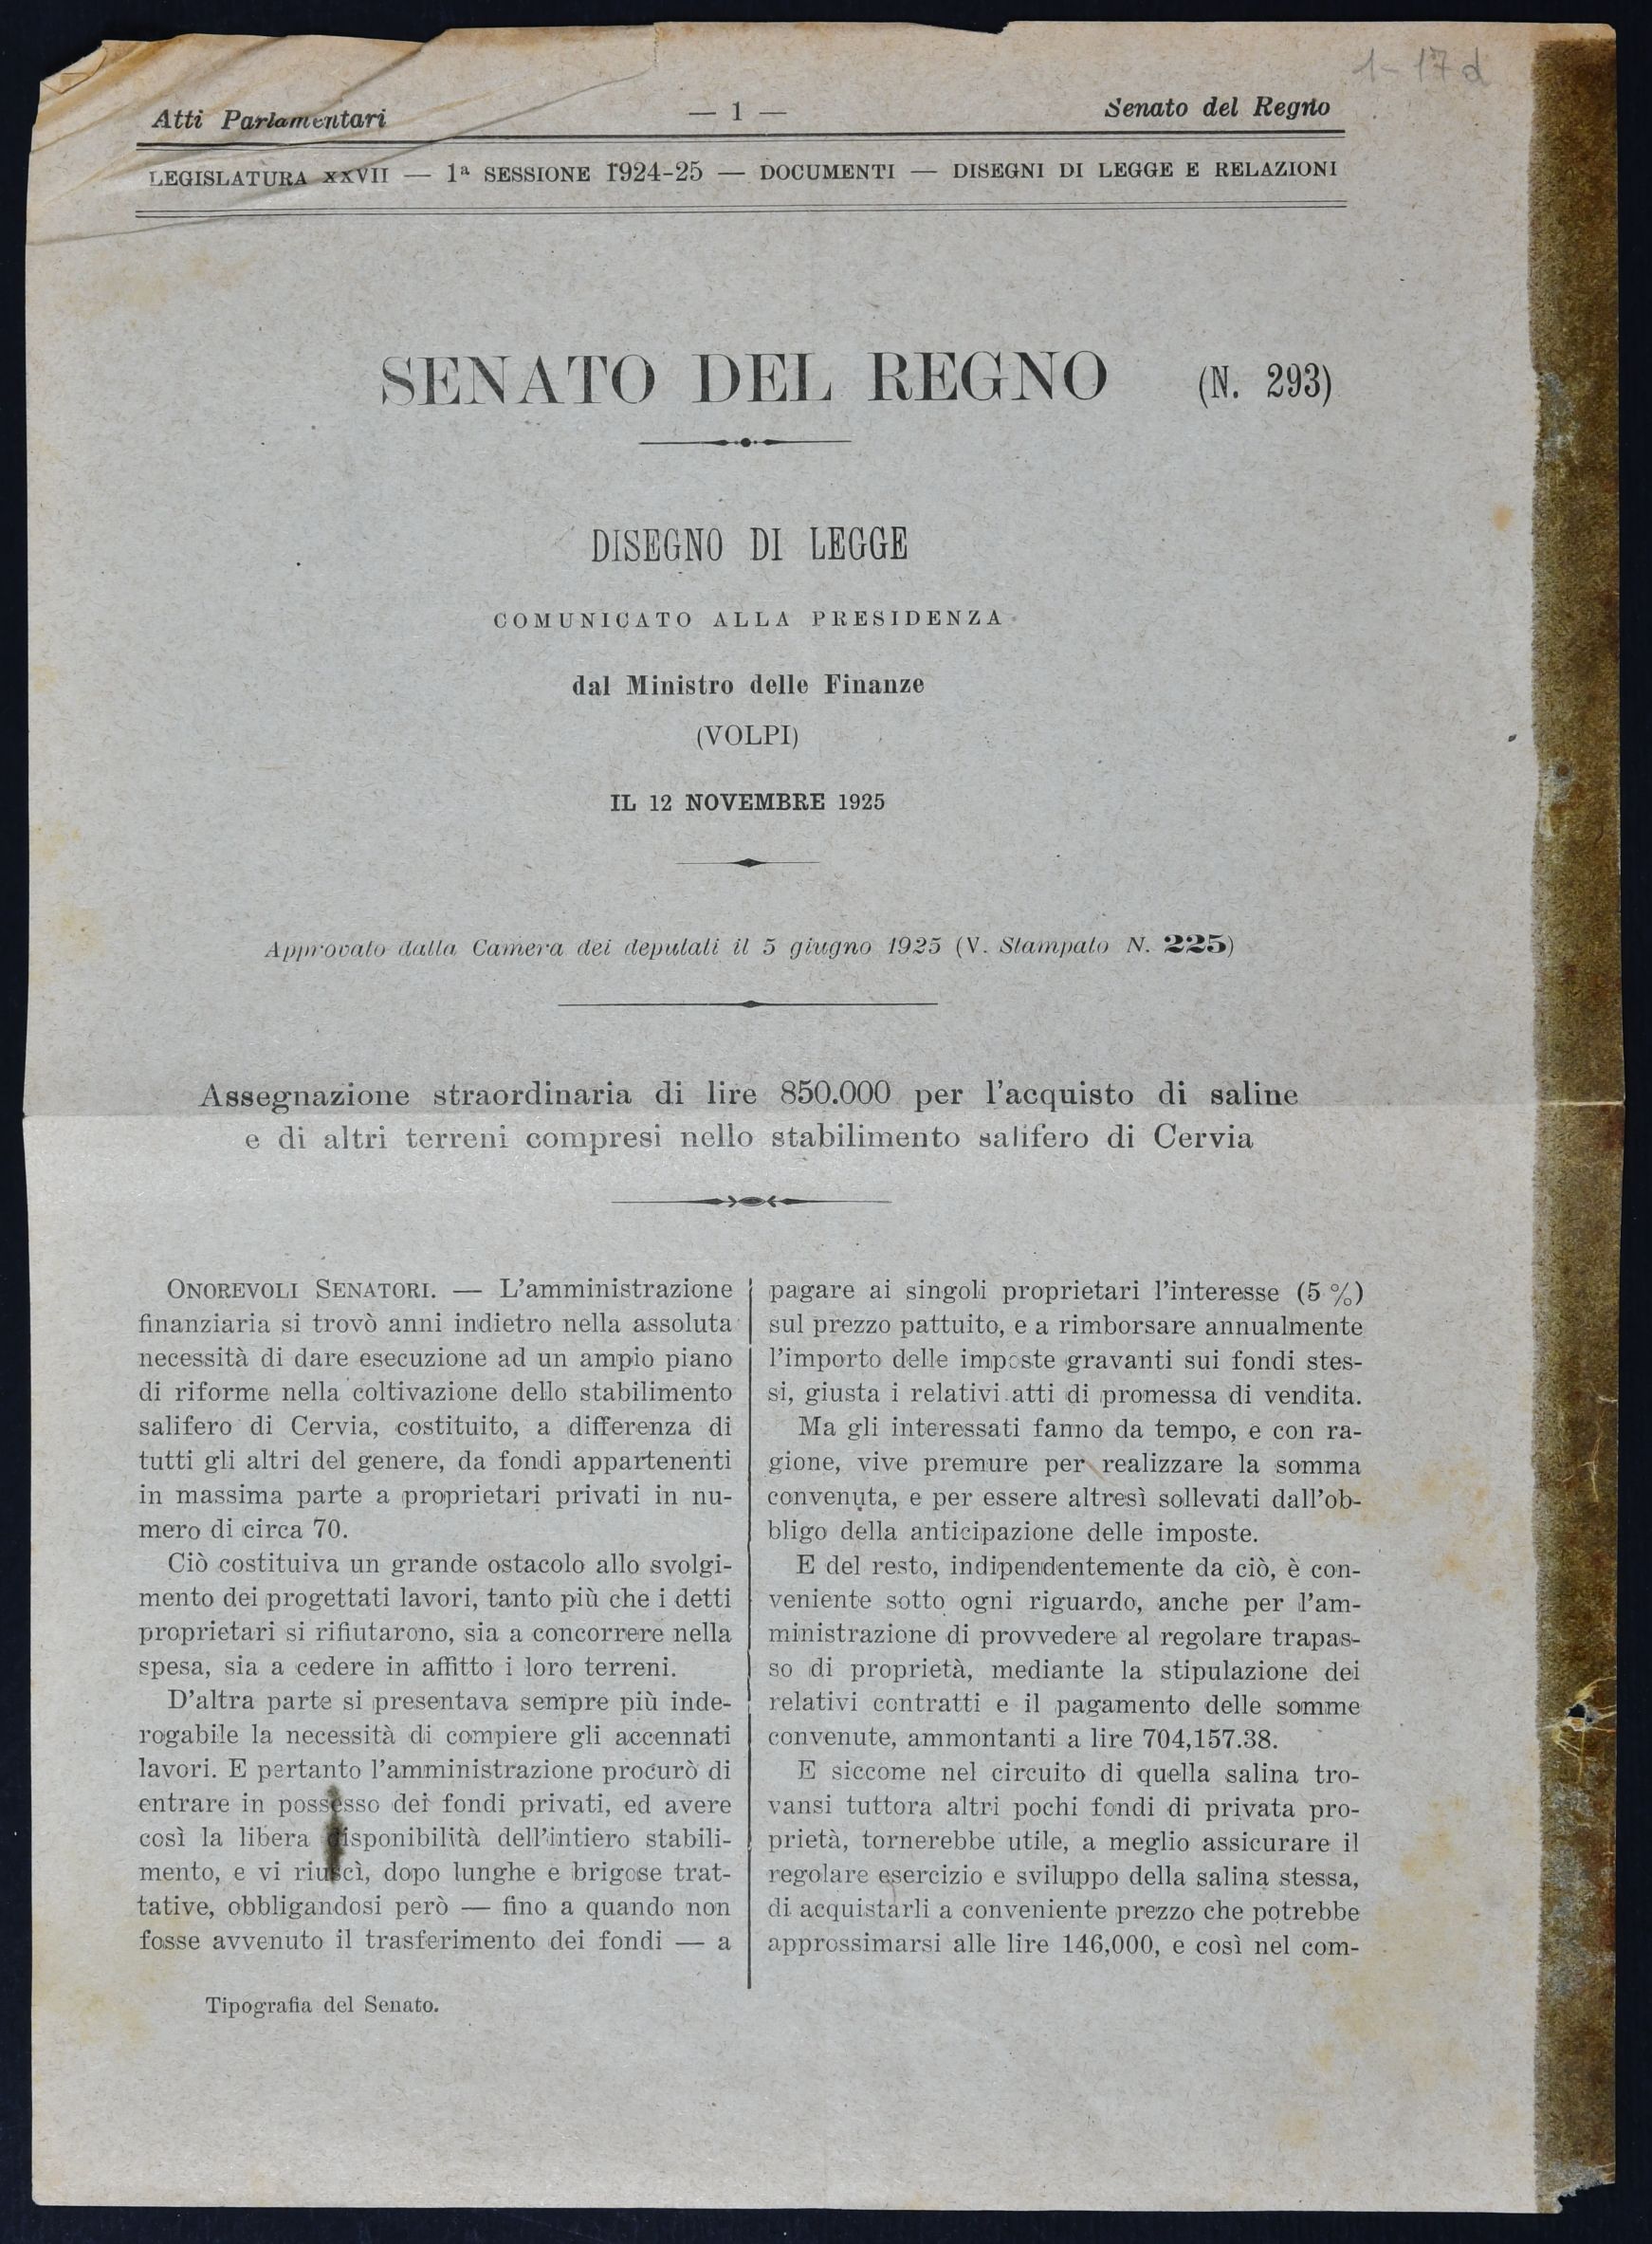 1-17 d
Atti Parlamentari — 1 — Senato del Regno
LEGISLATURA XXVII — 1ª SESSIONE 1924-25 — DOCUMENTI — DISEGNI DI LEGGE E RELAZIONI
SENATO DEL REGNO (N. 293)
DISEGNO DI LEGGE
COMUNICATO ALLA PRESIDENZA
dal Ministro delle Finanze
(VOLPI)
IL 12 NOVEMBRE 1925
Approvato dalla Camera dei deputati il 5 giugno 1925 (V. Stampato N. 225)
Assegnazione straordinaria di lire 850.000 per l'acquisto di saline
e di altri terreni compresi nello stabilimento salifero di Cervia
ONOREVOLI SENATORI. — L'amministrazione
finanziaria si trovò anni indietro nella assoluta
necessità di dare esecuzione ad un ampio piano
di riforme nella coltivazione dello stabilimento
salifero di Cervia, costituito, a differenza di
tutti gli altri del genere, da fondi appartenenti
in massima parte a proprietari privati in nu-
mero di circa 70.
Ciò costituiva un grande ostacolo allo svolgi-
mento dei progettati lavori, tanto più che i detti
proprietari si rifiutarono, sia a concorrere nella
spesa, sia a cedere in affitto i loro terreni.
D'altra parte si presentava sempre più inde-
rogabile la necessità di compiere gli accennati
lavori. E pertanto l'amministrazione procurò di
entrare in possesso dei fondi privati, ed avere
così la libera disponibilità dell'intiero stabili-
mento, e vi riuscì, dopo lunghe e brigose trat-
tative, obbligandosi però — fino a quando non
fosse avvenuto il trasferimento dei fondi — a
pagare ai singoli proprietari l'interesse (5 %)
sul prezzo pattuito, e a rimborsare annualmente
l'importo delle imposte gravanti sui fondi stes-
si, giusta i relativi atti di promessa di vendita.
Ma gli interessati fanno da tempo, e con ra-
gione, vive premure per realizzare la somma
convenuta, e per essere altresì sollevati dall'ob-
bligo della anticipazione delle imposte.
E del resto, indipendentemente da ciò, è con-
veniente sotto ogni riguardo, anche per l'am-
ministrazione di provvedere al regolare trapas-
so di proprietà, mediante la stipulazione dei
relativi contratti e il pagamento delle somme
convenute, ammontanti a lire 704,157.38.
E siccome nel circuito di quella salina tro-
vansi tuttora altri pochi fondi di privata pro-
prietà, tornerebbe utile, a meglio assicurare il
regolare esercizio e sviluppo della salina stessa,
di acquistarli a conveniente prezzo che potrebbe
approssimarsi alle lire 146,000, e così nel com-
Tipografia del Senato.